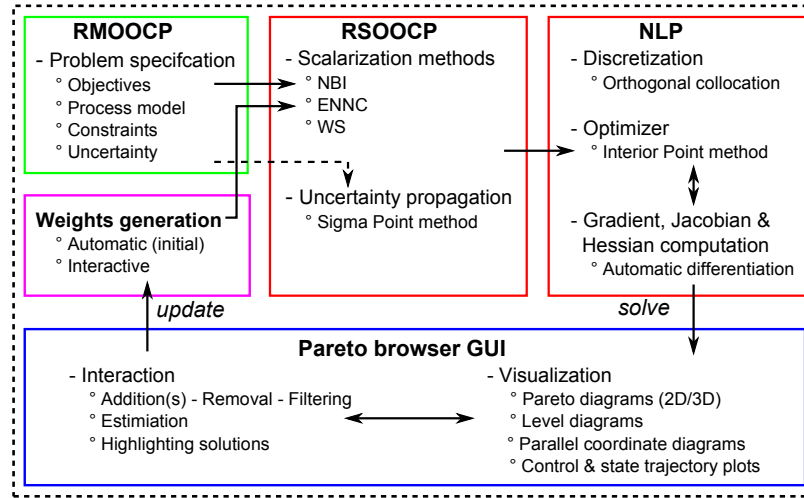 RMOOCP
- Problem specifcation
° Objectives
° Process model
° Constraints
° Uncertainty
Weights generation
° Automatic (initial)
° Interactive
update
RSOOCP
- Scalarization methods
° NBI
° ENNC
° WS
- Uncertainty propagation
° Sigma Point method
NLP
- Discretization
° Orthogonal collocation
- Optimizer
° Interior Point method
- Gradient, Jacobian &
Hessian computation
° Automatic differentiation
solve
Pareto browser GUI
- Interaction
° Addition(s) - Removal - Filtering
° Estimiation
° Highlighting solutions
- Visualization
° Pareto diagrams (2D/3D)
° Level diagrams
° Parallel coordinate diagrams
° Control & state trajectory plots